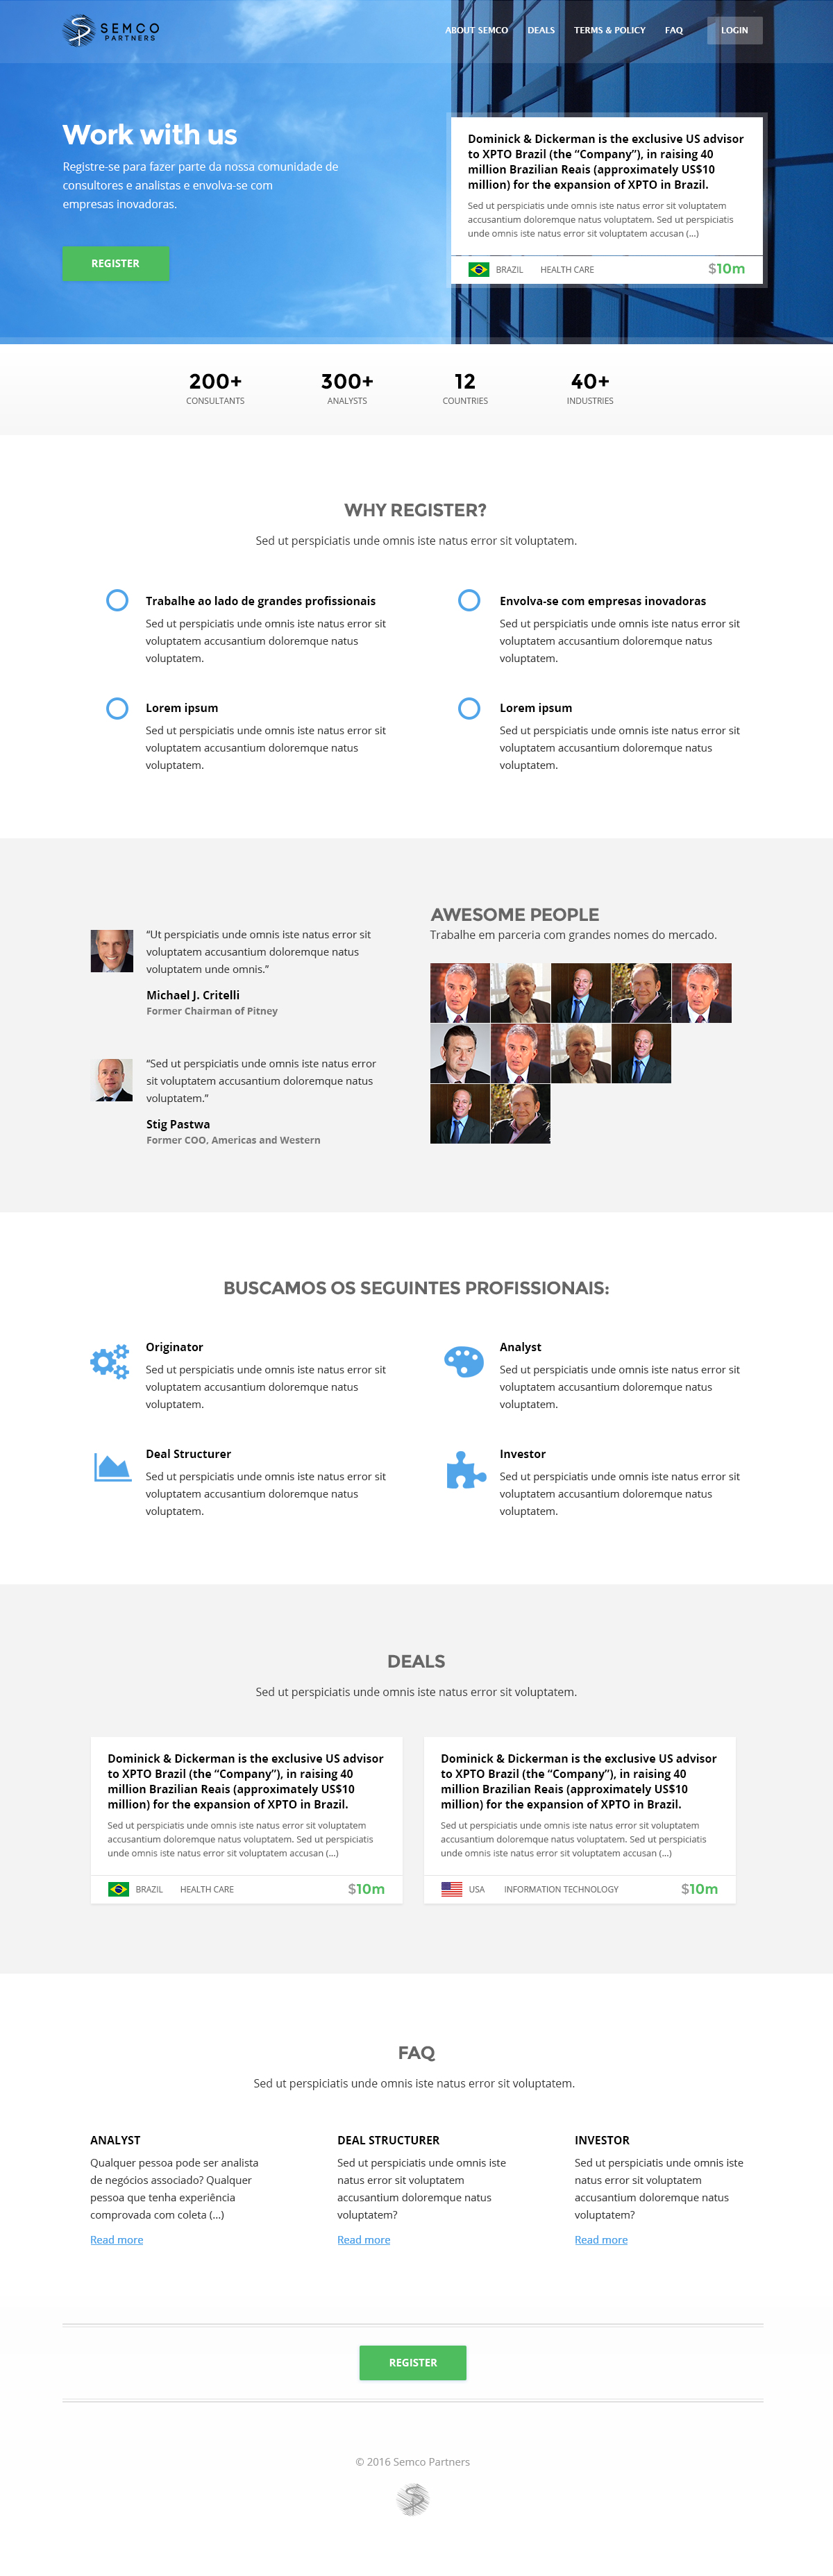 SEMCO
PARTNERS
ABOUT SEMCO
DEALS
TERMS & POLICY
FAQ
LOGIN
Work with us
Registre-se para fazer parte da nossa comunidade de
consultores e analistas e envolva-se com
empresas inovadoras.
REGISTER
Dominick & Dickerman is the exclusive US advisor
to XPTO Brazil (the “Company”), in raising 40
million Brazilian Reais (approximately US$10
million) for the expansion of XPTO in Brazil.
Sed ut perspiciatis unde omnis iste natus error sit voluptatem
accusantium doloremque natus voluptatem. Sed ut perspiciatis
unde omnis iste natus error sit voluptatem accusan (...)
BRAZIL
HEALTH CARE
$10m
200+
CONSULTANTS
300+
ANALYSTS
12
COUNTRIES
40+
INDUSTRIES
WHY REGISTER?
Sed ut perspiciatis unde omnis iste natus error sit voluptatem.
Trabalhe ao lado de grandes profissionais
Sed ut perspiciatis unde omnis iste natus error sit
voluptatem accusantium doloremque natus
voluptatem.
Envolva-se com empresas inovadoras
Sed ut perspiciatis unde omnis iste natus error sit
voluptatem accusantium doloremque natus
voluptatem.
Lorem ipsum
Sed ut perspiciatis unde omnis iste natus error sit
voluptatem accusantium doloremque natus
voluptatem.
Lorem ipsum
Sed ut perspiciatis unde omnis iste natus error sit
voluptatem accusantium doloremque natus
voluptatem.
“Ut perspiciatis unde omnis iste natus error sit
voluptatem accusantium doloremque natus
voluptatem unde omnis.”
Michael J. Critelli
Former Chairman of Pitney
“Sed ut perspiciatis unde omnis iste natus error
sit voluptatem accusantium doloremque natus
voluptatem.”
Stig Pastwa
Former COO, Americas and Western
AWESOME PEOPLE
Trabalhe em parceria com grandes nomes do mercado.
BUSCAMOS OS SEGUINTES PROFISSIONAIS:
Originator
Sed ut perspiciatis unde omnis iste natus error sit
voluptatem accusantium doloremque natus
voluptatem.
Analyst
Sed ut perspiciatis unde omnis iste natus error sit
voluptatem accusantium doloremque natus
voluptatem.
Deal Structurer
Sed ut perspiciatis unde omnis iste natus error sit
voluptatem accusantium doloremque natus
voluptatem.
Investor
Sed ut perspiciatis unde omnis iste natus error sit
voluptatem accusantium doloremque natus
voluptatem.
DEALS
Sed ut perspiciatis unde omnis iste natus error sit voluptatem.
Dominick & Dickerman is the exclusive US advisor
to XPTO Brazil (the “Company”), in raising 40
million Brazilian Reais (approximately US$10
million) for the expansion of XPTO in Brazil.
Sed ut perspiciatis unde omnis iste natus error sit voluptatem
accusantium doloremque natus voluptatem. Sed ut perspiciatis
unde omnis iste natus error sit voluptatem accusan (...)
BRAZIL
HEALTH CARE
$10m
Dominick & Dickerman is the exclusive US advisor
to XPTO Brazil (the “Company”), in raising 40
million Brazilian Reais (approximately US$10
million) for the expansion of XPTO in Brazil.
Sed ut perspiciatis unde omnis iste natus error sit voluptatem
accusantium doloremque natus voluptatem. Sed ut perspiciatis
unde omnis iste natus error sit voluptatem accusan (...)
USA
INFORMATION TECHNOLOGY
$10m
FAQ
Sed ut perspiciatis unde omnis iste natus error sit voluptatem.
ANALYST
Qualquer pessoa pode ser analista
de negócios associado? Qualquer
pessoa que tenha experiência
comprovada com coleta (...)
Read more
DEAL STRUCTURER
Sed ut perspiciatis unde omnis iste
natus error sit voluptatem
accusantium doloremque natus
voluptatem?
Read more
INVESTOR
Sed ut perspiciatis unde omnis iste
natus error sit voluptatem
accusantium doloremque natus
voluptatem?
Read more
REGISTER
© 2016 Semco Partners